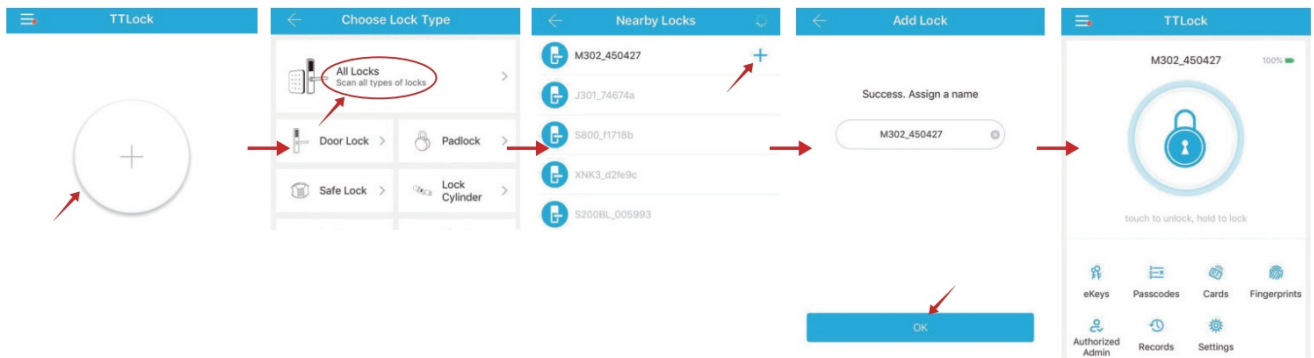 TTLock
Choose Lock Type
All Locks
Scan all types of locks
Door Lock
Padlock
Safe Lock
Lock
Cylinder
Nearby Locks
M302_450427
J301_74674a
S800_f1718b
XNK3_d2fe9c
S200BL_005993
Add Lock
Success. Assign a name
M302_450427
OK
TTLock
M302_450427
100%
touch to unlock, hold to lock
eKeys
Passcodes
Cards
Fingerprints
Authorized
Admin
Records
Settings